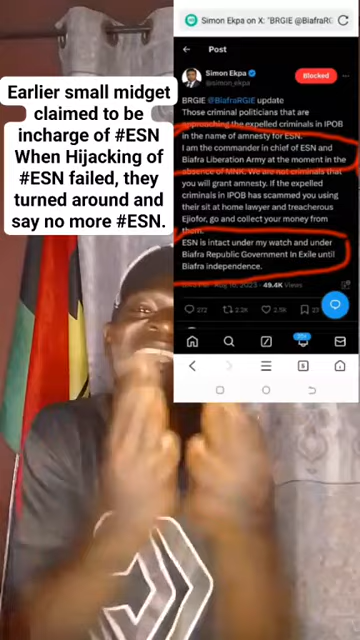 Earlier small midget
claimed to be
incharge of #ESN
When Hijacking of
#ESN failed, they
turned around and
say no more #ESN.
Simon Ekpa on X: "BRGIE @BiafraRG
Post
Simon Ekpa
@simon_ekpa
Blocked
BRGIE @BiafraRGIE update
Those criminal politicians that are
approaching the expelled criminals in IPOB
in the name of amnesty for ESN.
I am the commander in chief of ESN and
Biafra Liberation Army at the moment in the
absence of MNK. We are not criminals that
you will grant amnesty. If the expelled
criminals in IPOB has scammed you using
their sit at home lawyer and treacherous
Ejiofor, go and collect your money from
them.
ESN is intact under my watch and under
Biafra Republic Government In Exile until
Biafra independence.
2023 · 49.4K Views
272
2.2K
2.5K
23